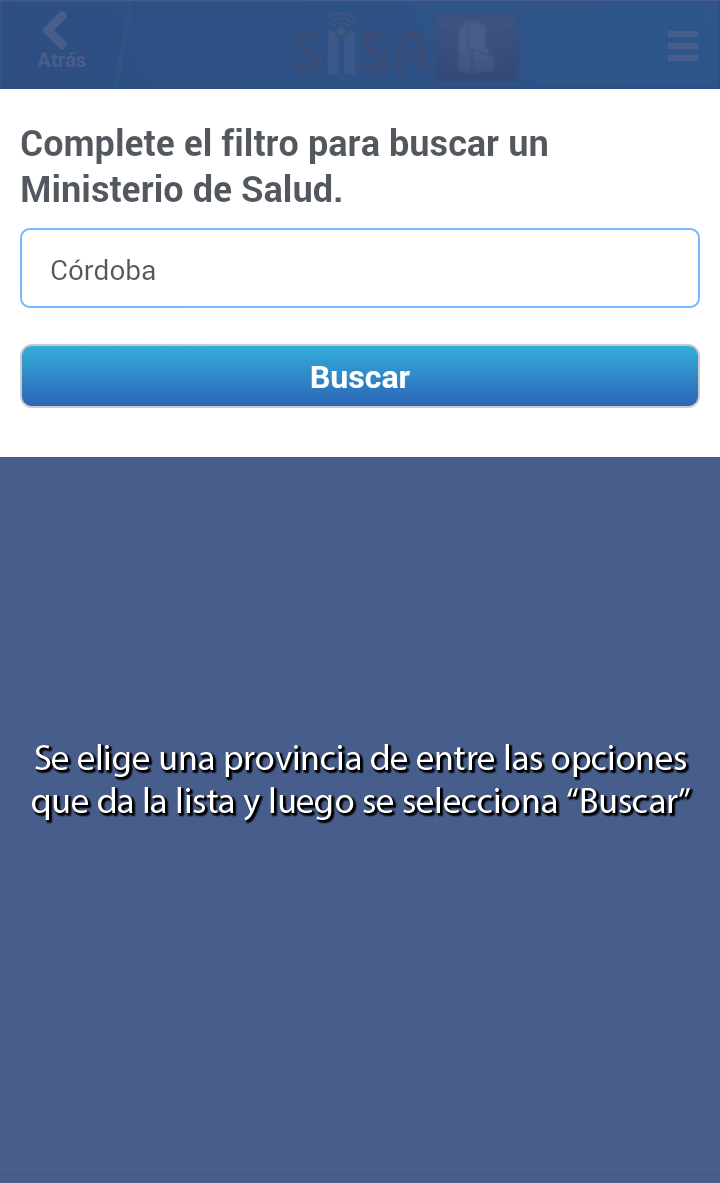 Atrás
SIISA
Complete el filtro para buscar un
Ministerio de Salud.
Córdoba
Buscar
Se elige una provincia de entre las opciones
que da la lista y luego se selecciona “Buscar”